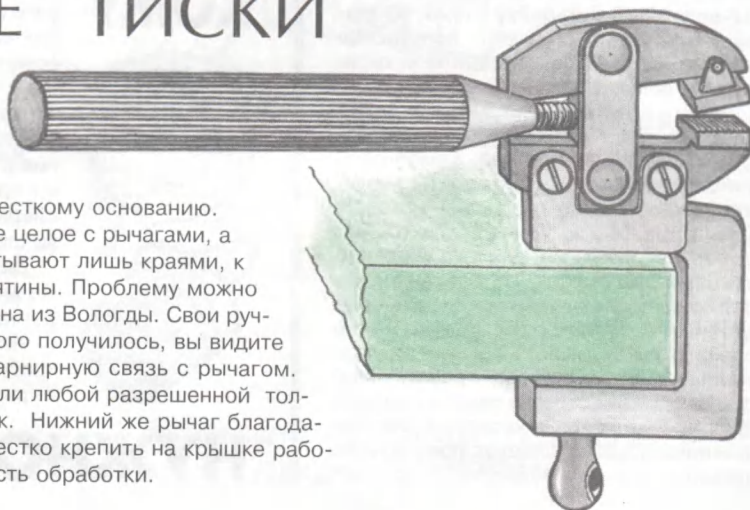 Е ТИСКИ
есткому основанию.
е целое с рычагами, а
тывают лишь краями, к
ятины. Проблему можно
на из Вологды. Свои руч-
ого получилось, вы видите
арнирную связь с рычагом.
ли любой разрешенной тол-
к. Нижний же рычаг благода-
естко крепить на крышке рабо-
сть обработки.